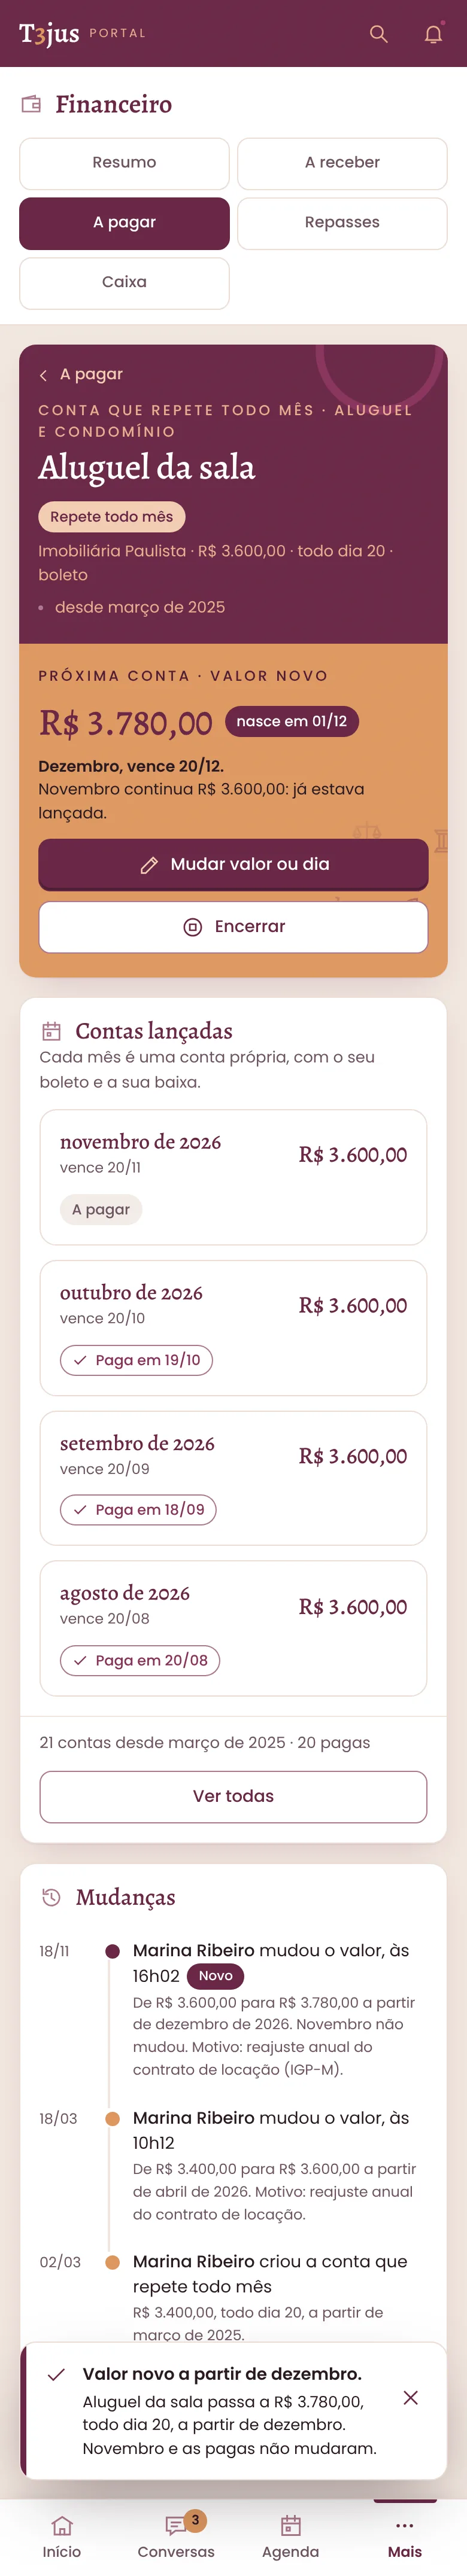 T3jus PORTAL
Financeiro
Resumo
A receber
A pagar
Repasses
Caixa
A pagar
CONTA QUE REPETE TODO MÊS · ALUGUEL
E CONDOMÍNIO
Aluguel da sala
Repete todo mês
Imobiliária Paulista · R$ 3.600,00 · todo dia 20 ·
boleto
• desde março de 2025
PRÓXIMA CONTA · VALOR NOVO
R$ 3.780,00 nasce em 01/12
Dezembro, vence 20/12.
Novembro continua R$ 3.600,00: já estava
lançada.
Mudar valor ou dia
Encerrar
Contas lançadas
Cada mês é uma conta própria, com o seu
boleto e a sua baixa.
novembro de 2026
R$ 3.600,00
vence 20/11
A pagar
outubro de 2026
R$ 3.600,00
vence 20/10
Paga em 19/10
setembro de 2026
R$ 3.600,00
vence 20/09
Paga em 18/09
agosto de 2026
R$ 3.600,00
vence 20/08
Paga em 20/08
21 contas desde março de 2025 · 20 pagas
Ver todas
Mudanças
18/11
Marina Ribeiro mudou o valor, às
16h02 Novo
De R$ 3.600,00 para R$ 3.780,00 a partir
de dezembro de 2026. Novembro não
mudou. Motivo: reajuste anual do
contrato de locação (IGP-M).
18/03
Marina Ribeiro mudou o valor, às
10h12
De R$ 3.400,00 para R$ 3.600,00 a partir
de abril de 2026. Motivo: reajuste anual
do contrato de locação.
02/03
Marina Ribeiro criou a conta que
repete todo mês
R$ 3.400,00, todo dia 20, a partir de
março de 2025.
Valor novo a partir de dezembro.
Aluguel da sala passa a R$ 3.780,00,
todo dia 20, a partir de dezembro.
Novembro e as pagas não mudaram.
3
Início
Conversas
Agenda
Mais